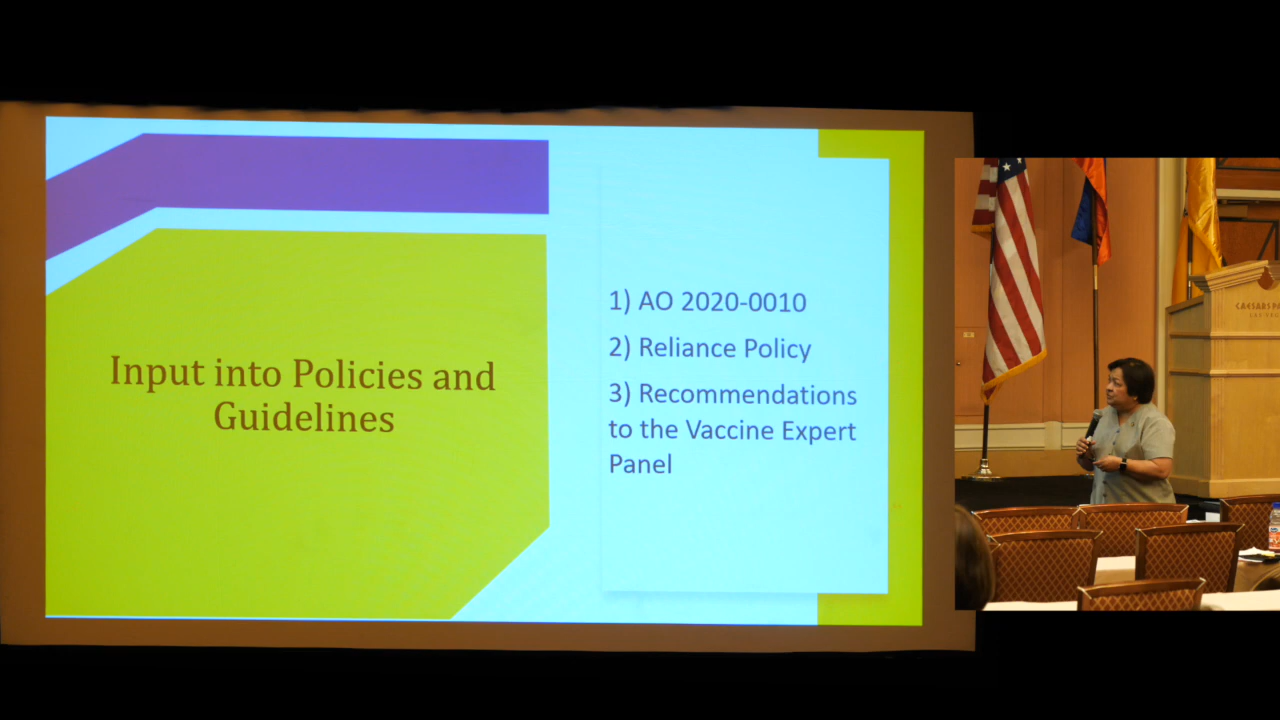 Input into Policies and
Guidelines
1) AO 2020-0010
2) Reliance Policy
3) Recommendations
to the Vaccine Expert
Panel
CAESARS